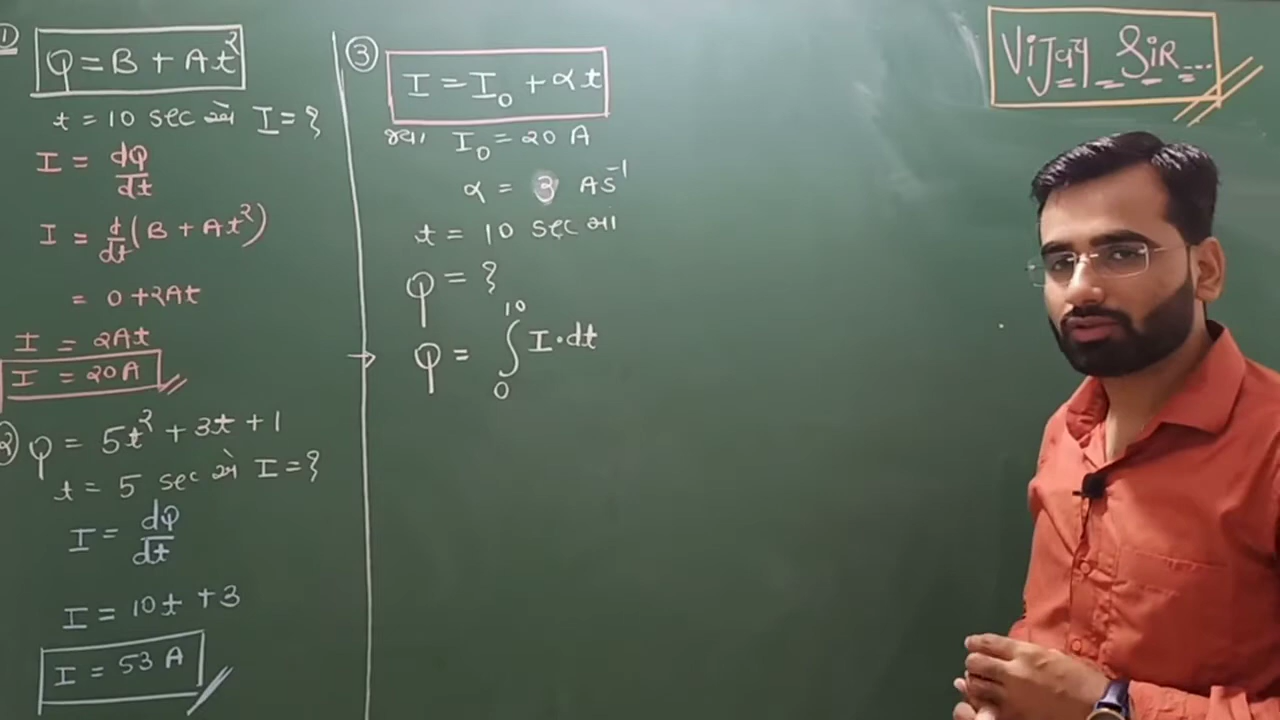 ①
Q = B + At²
t = 10 sec એ I = ?
I = dQ/dt
I = d/dt (B + At²)
= 0 + 2At
I = 2At
I = 20 A
② Q = 5t² + 3t + 1
t = 5 sec એ I = ?
I = dQ/dt
I = 10t + 3
I = 53 A
③
I = I₀ + αt
I₀ = 20 A
α = 3 As⁻¹
t = 10 sec માં
Q = ?
→ Q = ∫₀¹⁰ I · dt
Vijay Sir...